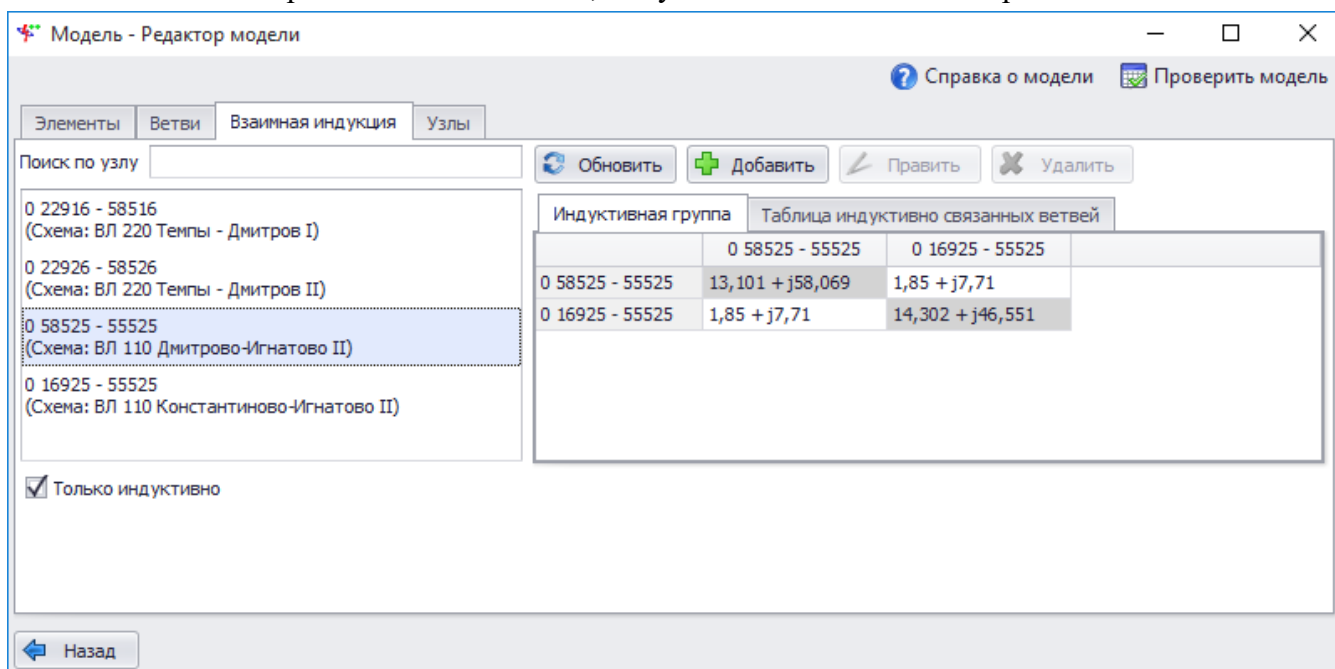 Модель - Редактор модели
Справка о модели Проверить модель
Элементы Ветви Взаимная индукция Узлы
Поиск по узлу
Обновить Добавить Править Удалить
0 22916 - 58516
(Схема: ВЛ 220 Темпы - Дмитров I)
0 22926 - 58526
(Схема: ВЛ 220 Темпы - Дмитров II)
0 58525 - 55525
(Схема: ВЛ 110 Дмитрово-Игнатово II)
0 16925 - 55525
(Схема: ВЛ 110 Константиново-Игнатово II)
Индуктивная группа Таблица индуктивно связанных ветвей
0 58525 - 55525 0 16925 - 55525
0 58525 - 55525 13,101 + j58,069 1,85 + j7,71
0 16925 - 55525 1,85 + j7,71 14,302 + j46,551
Только индуктивно
Назад